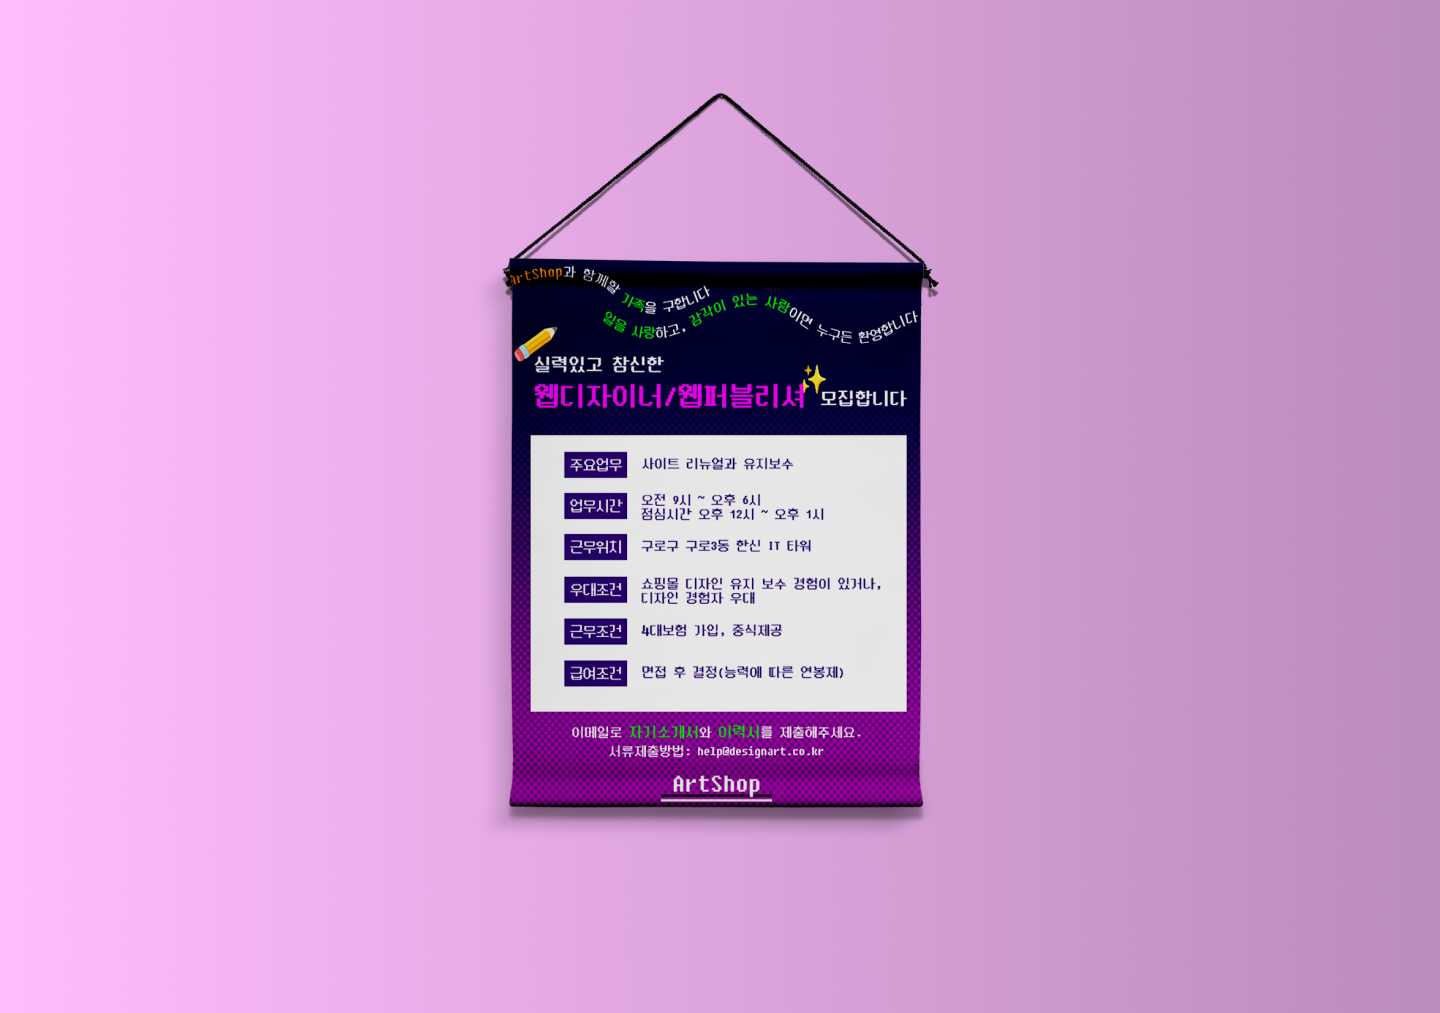 ArtShop과 함께할 가족을 구합니다
일을 사랑하고, 감각이 있는 사람이면 누구든 환영합니다
실력있고 참신한
웹디자이너/웹퍼블리셔 모집합니다
주요업무 사이트 리뉴얼과 유지보수
업무시간 오전 9시 ~ 오후 6시
점심시간 오후 12시 ~ 오후 1시
근무위치 구로구 구로3동 한신 IT 타워
우대조건 쇼핑몰 디자인 유지 보수 경험이 있거나,
디자인 경험자 우대
근무조건 4대보험 가입, 중식제공
급여조건 면접 후 결정(능력에 따른 연봉제)
이메일로 자기소개서와 이력서를 제출해주세요.
서류제출방법: help@designart.co.kr
ArtShop